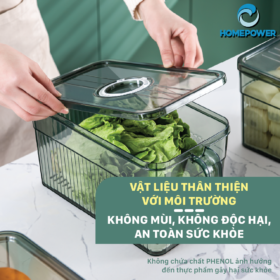 HOMEPOWER
VẬT LIỆU THÂN THIỆN
VỚI MÔI TRƯỜNG
KHÔNG MÙI, KHÔNG ĐỘC HẠI,
AN TOÀN SỨC KHỎE
Không chứa chất PHENOL ảnh hưởng
đến thực phẩm gây hại sức khỏe